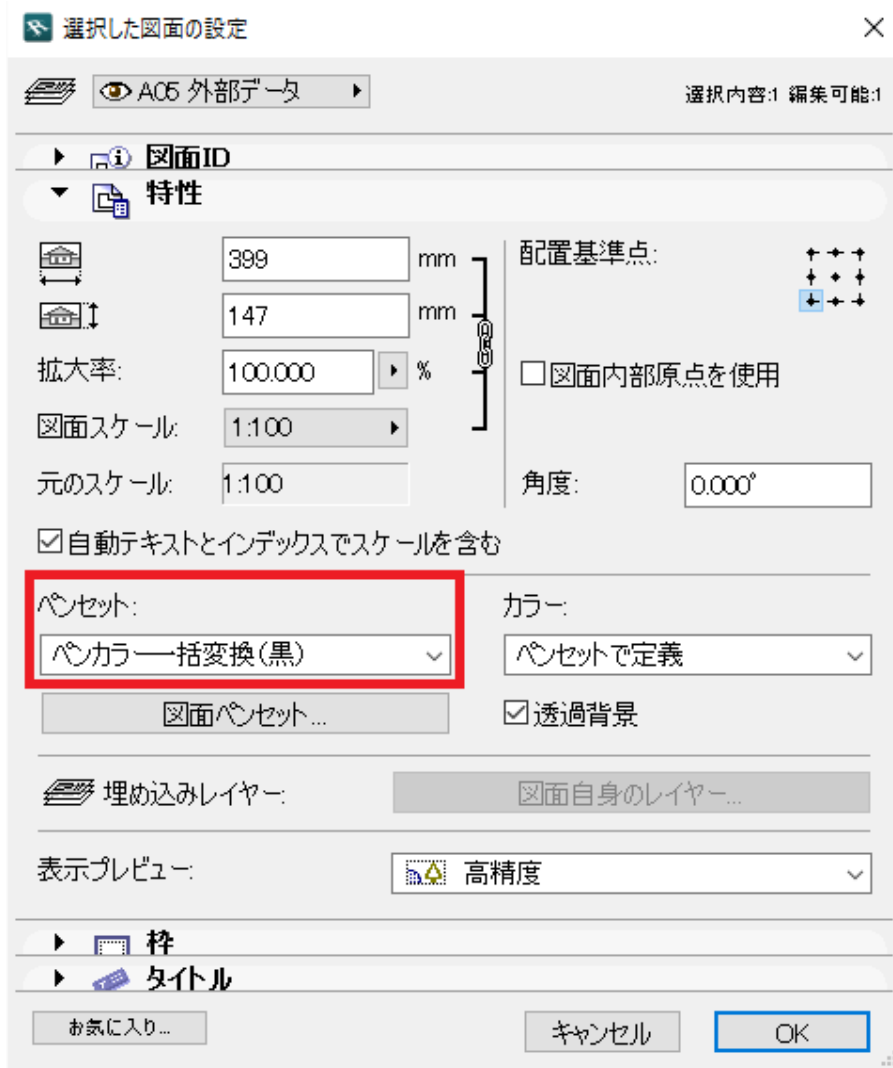 選択した図面の設定
A05 外部データ
選択内容:1 編集可能:1
図面ID
特性
399 mm
配置基準点:
147 mm
拡大率: 100.000 %
図面内部原点を使用
図面スケール: 1:100
元のスケール: 1:100
角度: 0.000°
自動テキストとインデックスでスケールを含む
ペンセット:
カラー:
ペンカラー一括変換(黒)
ペンセットで定義
図面ペンセット...
透過背景
埋め込みレイヤー:
図面自身のレイヤー...
表示プレビュー:
高精度
枠
タイトル
お気に入り...
キャンセル
OK